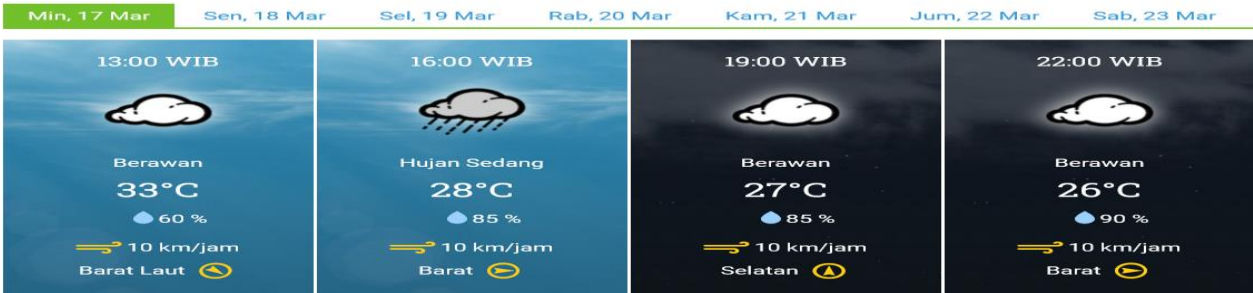 Min, 17 Mar
Sen, 18 Mar
Sel, 19 Mar
Rab, 20 Mar
Kam, 21 Mar
Jum, 22 Mar
Sab, 23 Mar
13:00 WIB
Berawan
33°C
60 %
10 km/jam
Barat Laut
16:00 WIB
Hujan Sedang
28°C
85 %
10 km/jam
Barat
19:00 WIB
Berawan
27°C
85 %
10 km/jam
Selatan
22:00 WIB
Berawan
26°C
90 %
10 km/jam
Barat